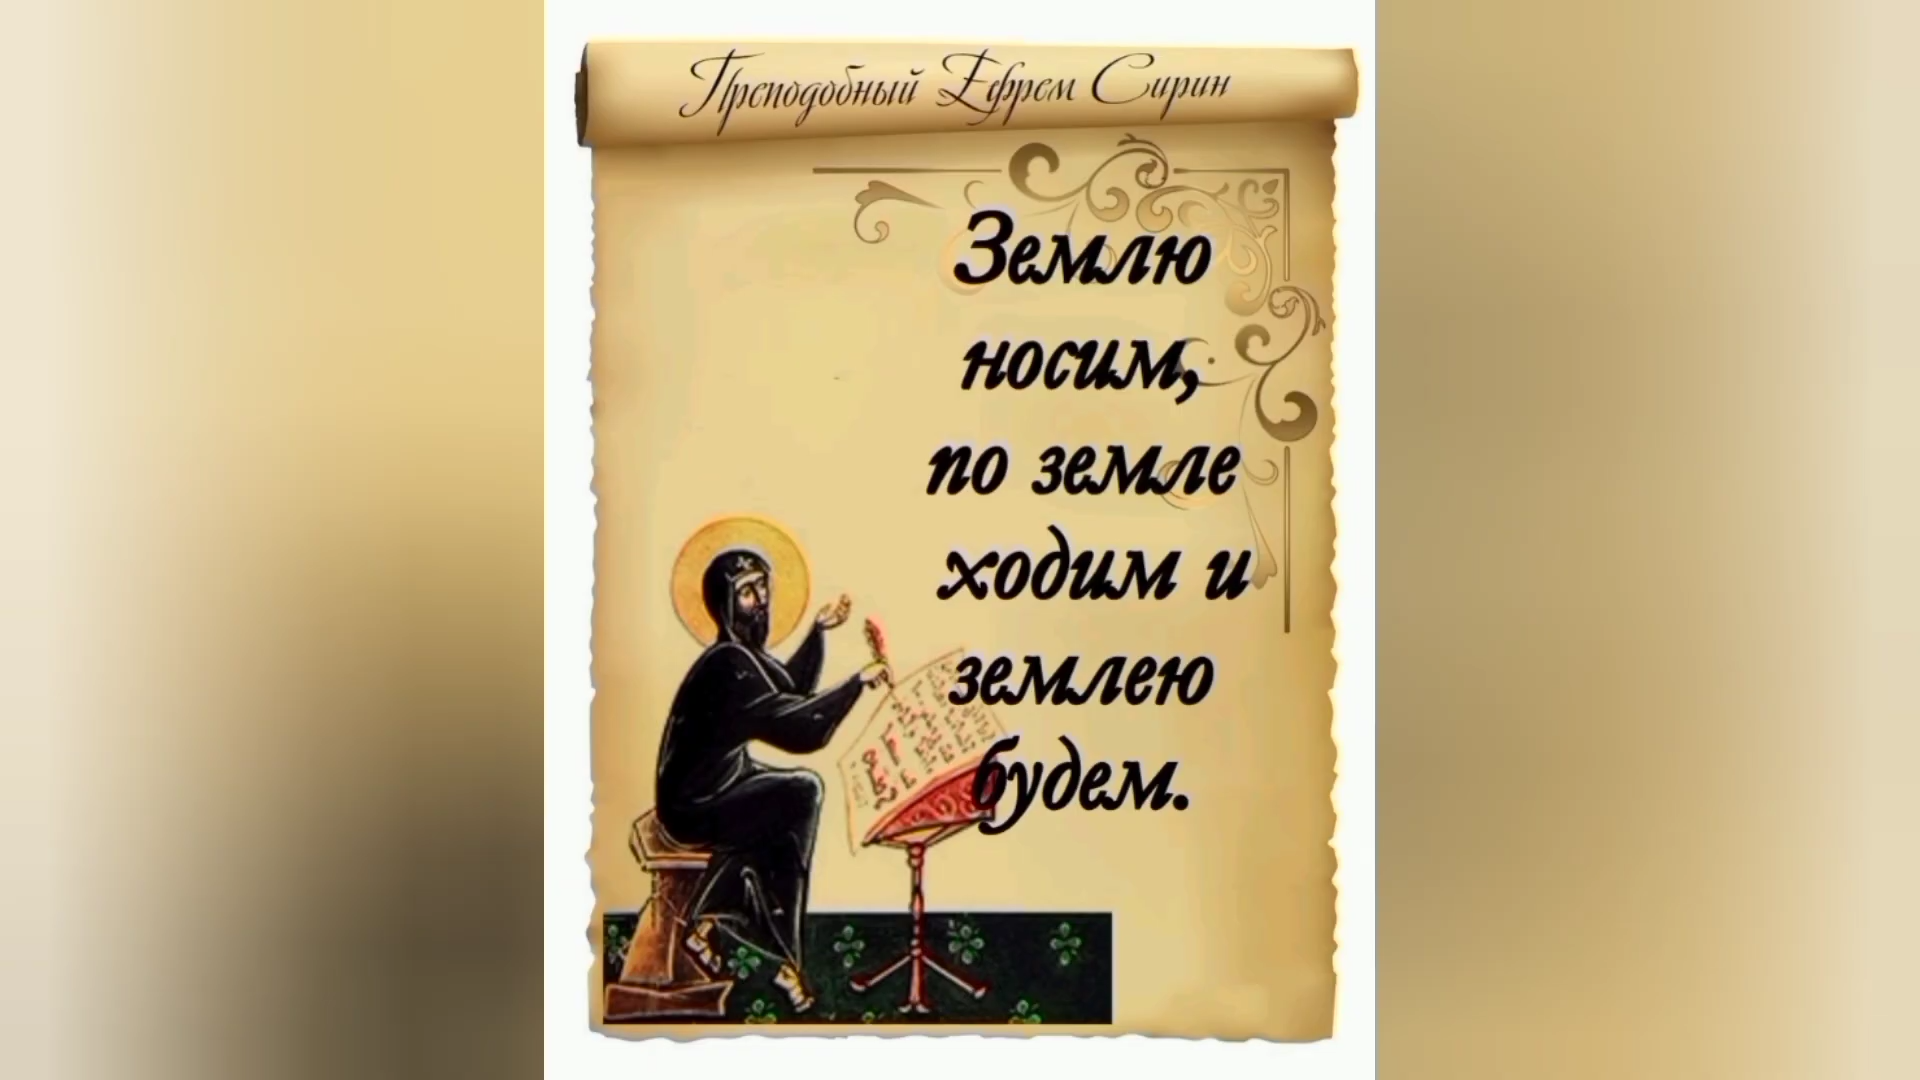 Преподобный Ефрем Сирин
Землю
носим,
по земле
ходим и
землею
будем.